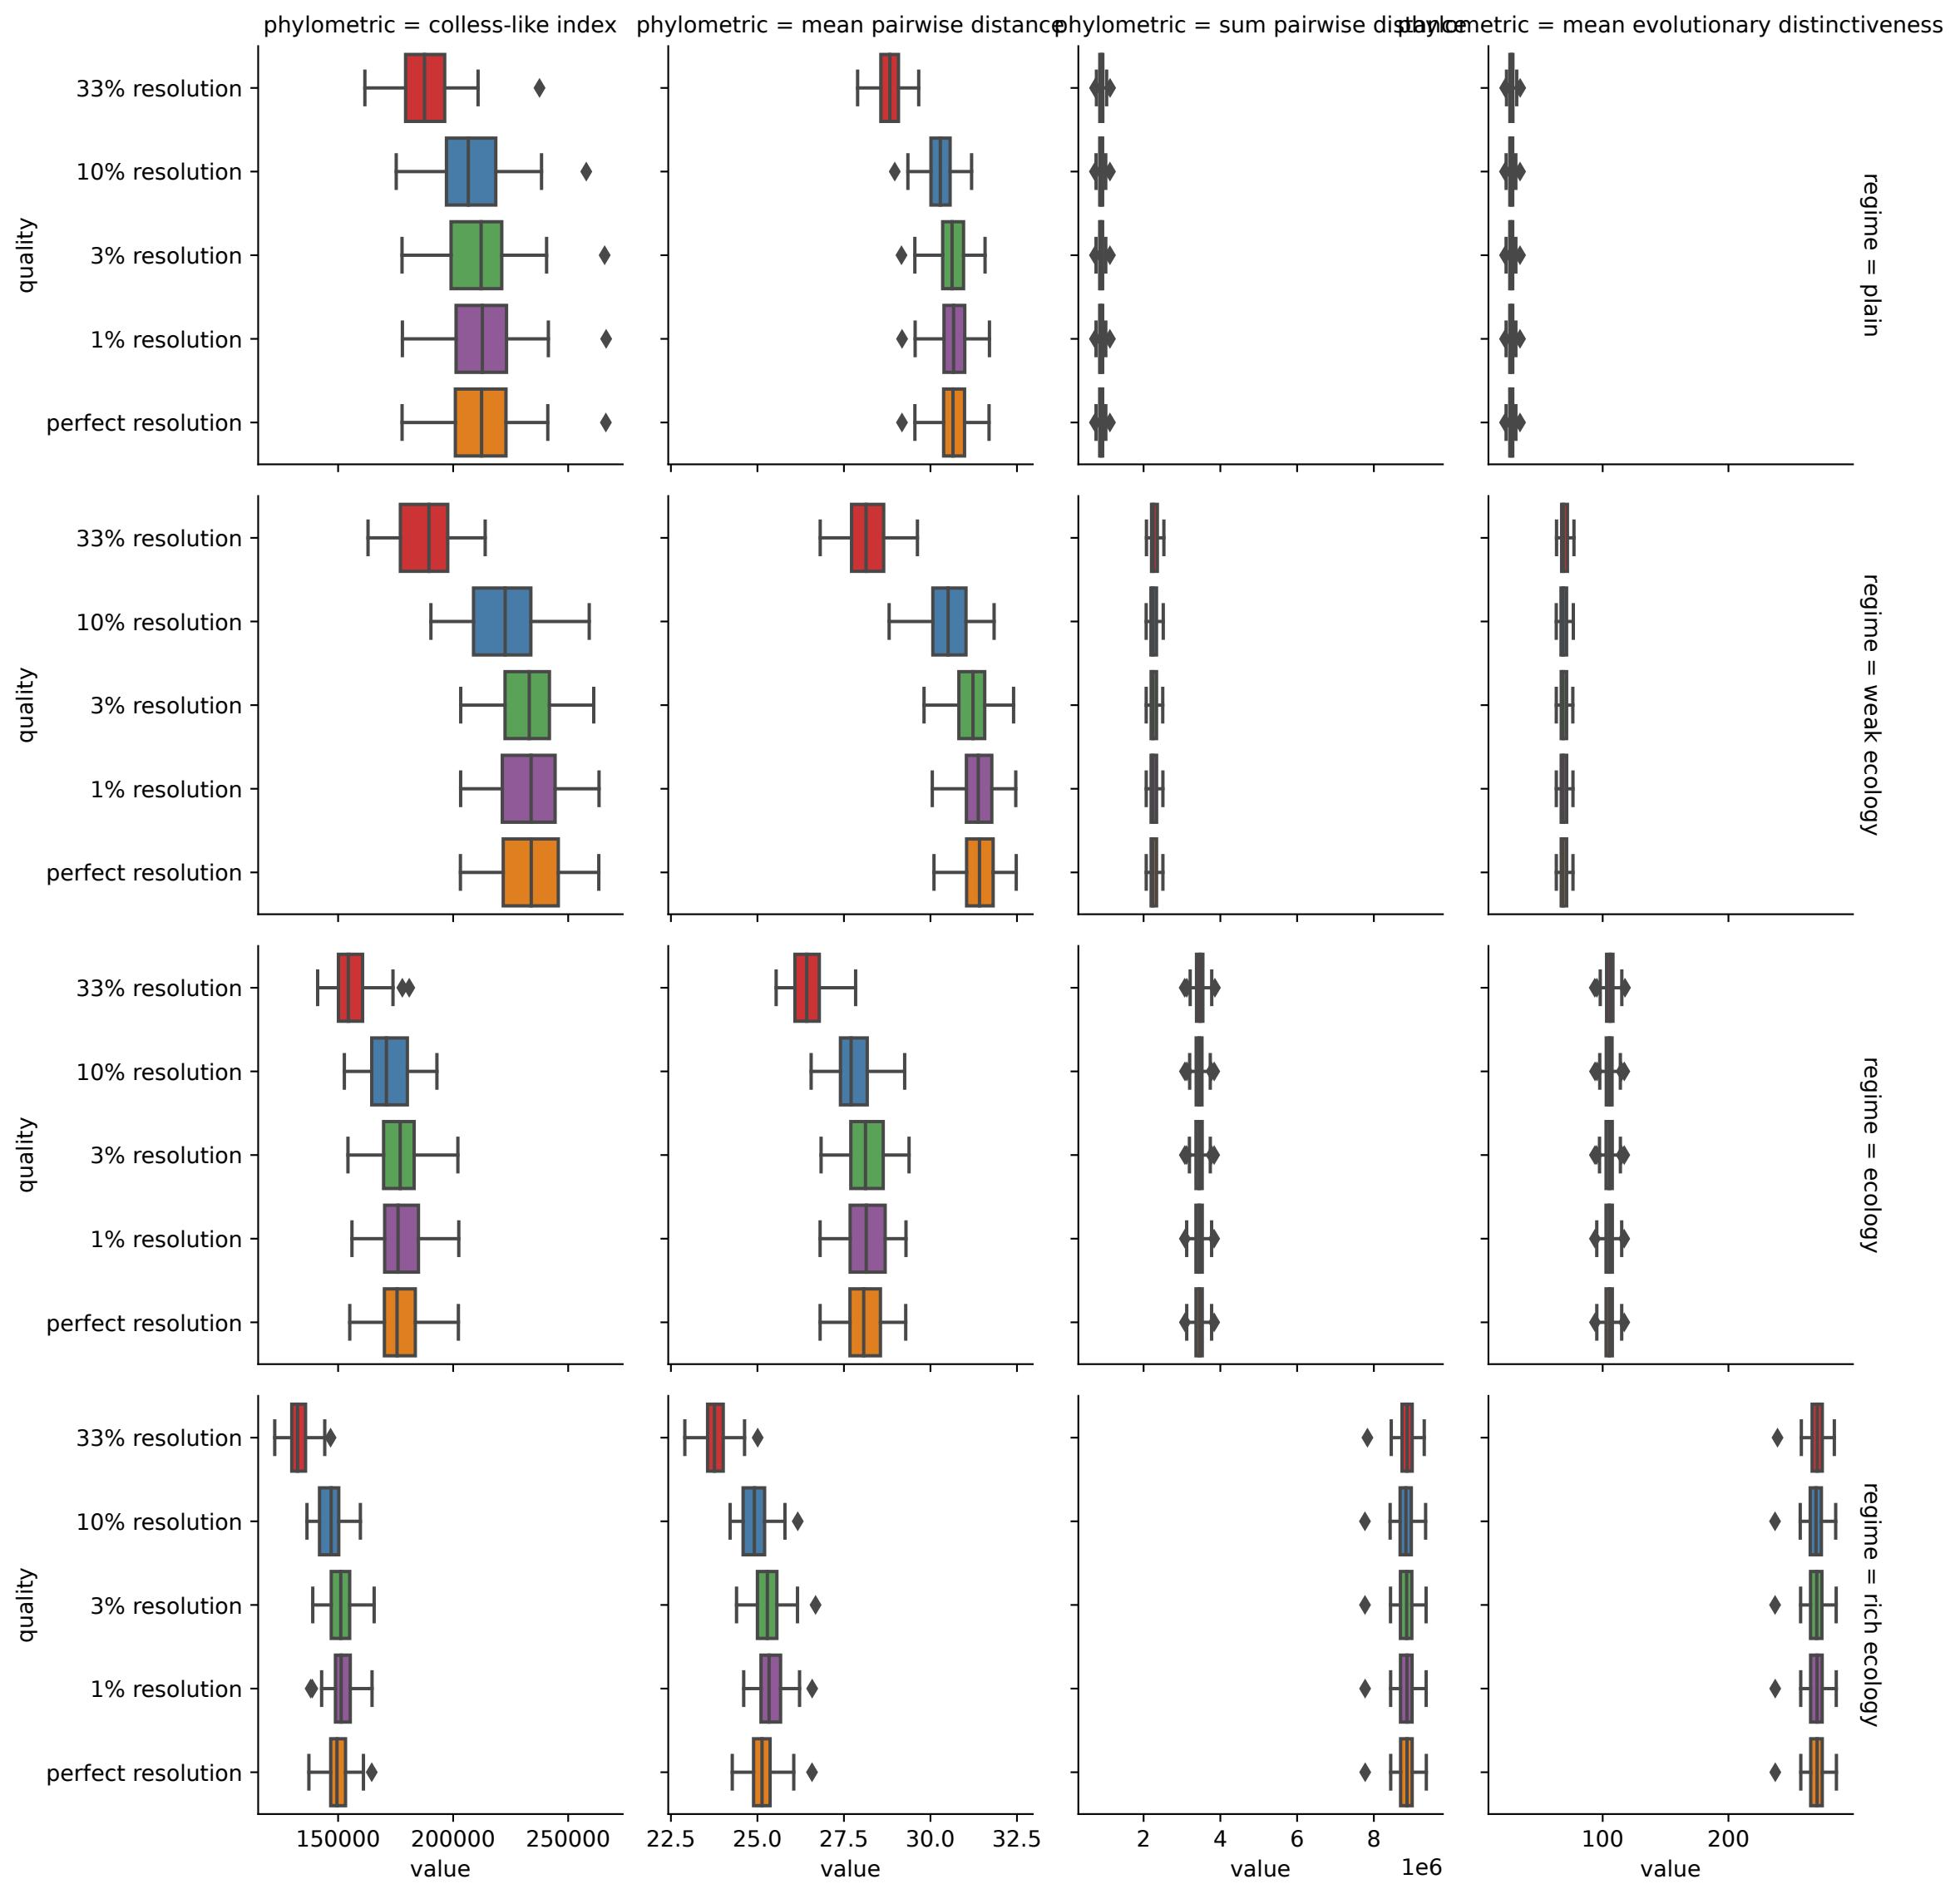 phylometric = colless-like index
phylometric = mean pairwise distance
phylometric = sum pairwise distance
phylometric = mean evolutionary distinctiveness
33% resolution
10% resolution
3% resolution
1% resolution
perfect resolution
quality
regime = plain
33% resolution
10% resolution
3% resolution
1% resolution
perfect resolution
quality
regime = weak ecology
33% resolution
10% resolution
3% resolution
1% resolution
perfect resolution
quality
regime = ecology
33% resolution
10% resolution
3% resolution
1% resolution
perfect resolution
quality
regime = rich ecology
150000 200000 250000
value
22.5 25.0 27.5 30.0 32.5
value
2 4 6 8
1e6
value
100 200
value